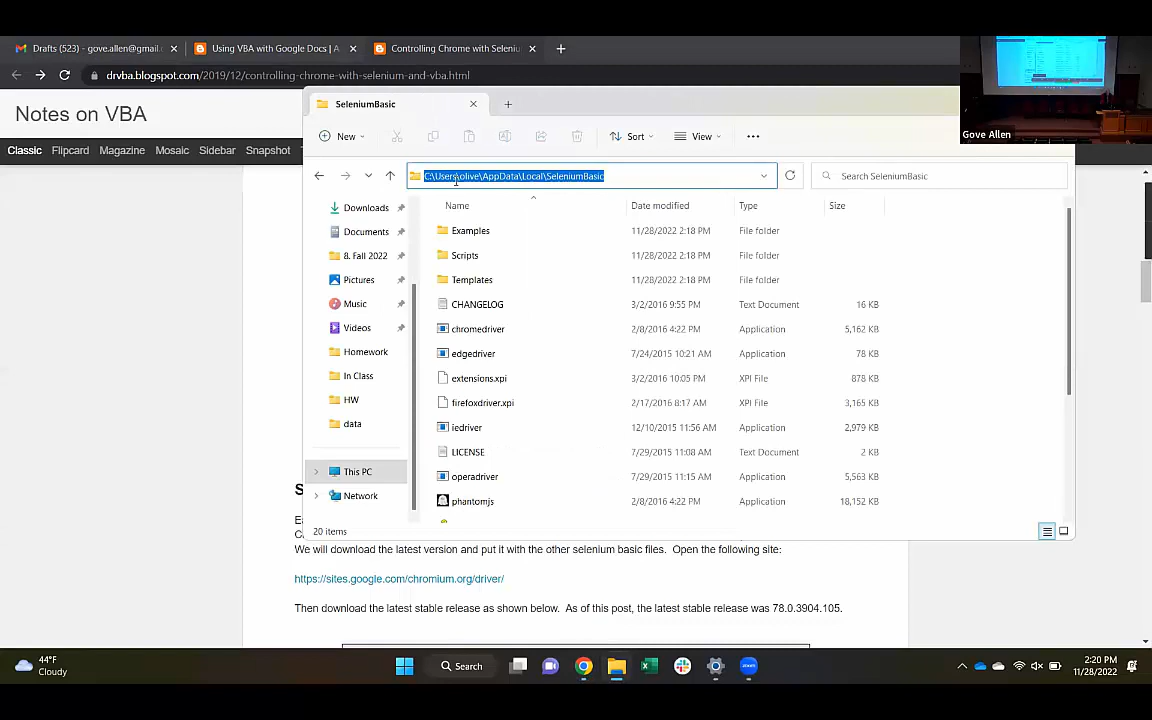 Drafts (523) - gove.allen@gmail.
Using VBA with Google Docs | A
Controlling Chrome with Seleniu
drvba.blogspot.com/2019/12/controlling-chrome-with-selenium-and-vba.html
Notes on VBA
Classic Flipcard Magazine Mosaic Sidebar Snapshot
Gove Allen
SeleniumBasic
New Sort View
C:\Users\olive\AppData\Local\SeleniumBasic
Search SeleniumBasic
Name Date modified Type Size
Downloads
Documents
8. Fall 2022
Pictures
Music
Videos
Homework
In Class
HW
data
This PC
Network
Examples 11/28/2022 2:18 PM File folder
Scripts 11/28/2022 2:18 PM File folder
Templates 11/28/2022 2:18 PM File folder
CHANGELOG 3/2/2016 9:55 PM Text Document 16 KB
chromedriver 2/8/2016 4:22 PM Application 5,162 KB
edgedriver 7/24/2015 10:21 AM Application 78 KB
extensions.xpi 3/2/2016 10:05 PM XPI File 878 KB
firefoxdriver.xpi 2/17/2016 8:17 AM XPI File 3,165 KB
iedriver 12/10/2015 11:56 AM Application 2,979 KB
LICENSE 7/29/2015 11:08 AM Text Document 2 KB
operadriver 7/29/2015 11:15 AM Application 5,563 KB
phantomjs 2/8/2016 4:22 PM Application 18,152 KB
20 items
We will download the latest version and put it with the other selenium basic files. Open the following site:
https://sites.google.com/chromium.org/driver/
Then download the latest stable release as shown below. As of this post, the latest stable release was 78.0.3904.105.
44°F
Cloudy
Search
2:20 PM
11/28/2022